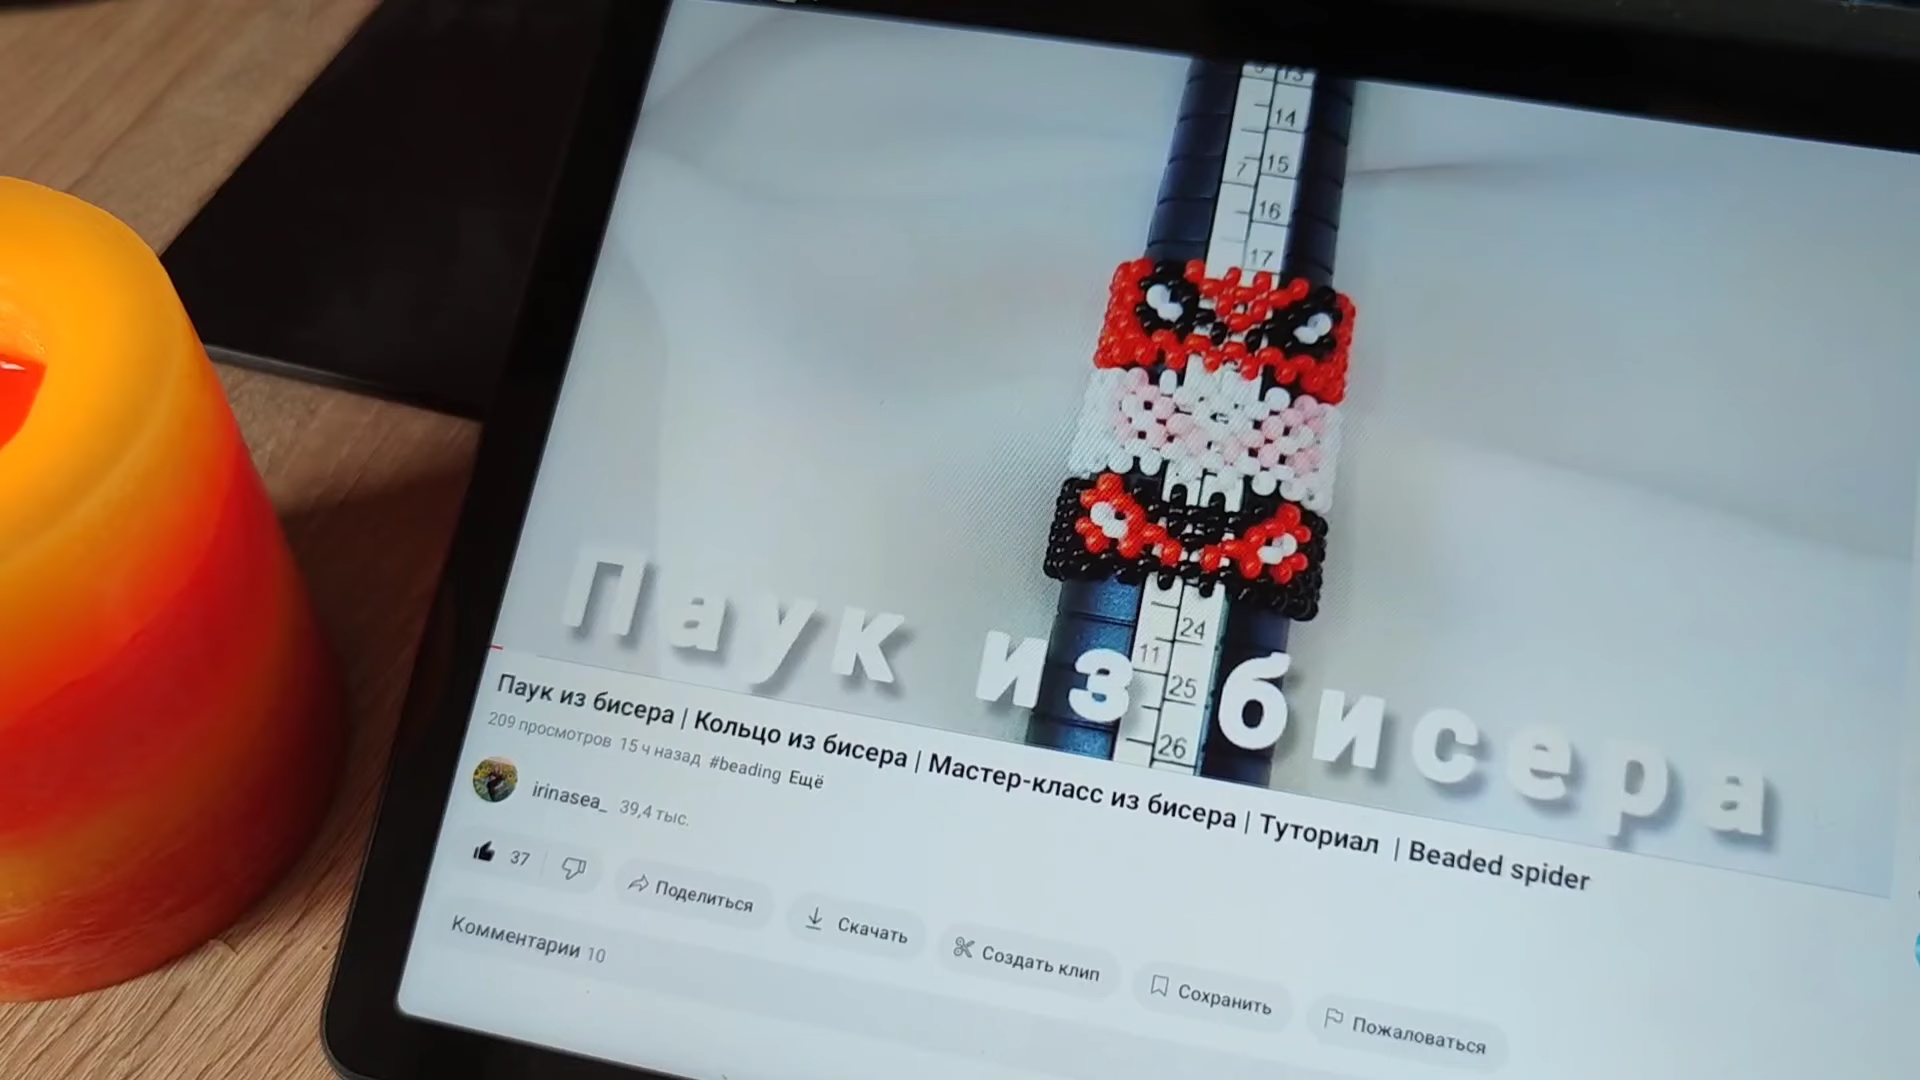 13
14
7 15
16
17
24
11
25
26
Паук из бисера
Паук из бисера | Кольцо из бисера | Мастер-класс из бисера | Туториал | Beaded spider
209 просмотров 15 ч назад #beading Ещё
irinasea_ 39,4 тыс.
37 Поделиться Скачать Создать клип Сохранить Пожаловаться
Комментарии 10